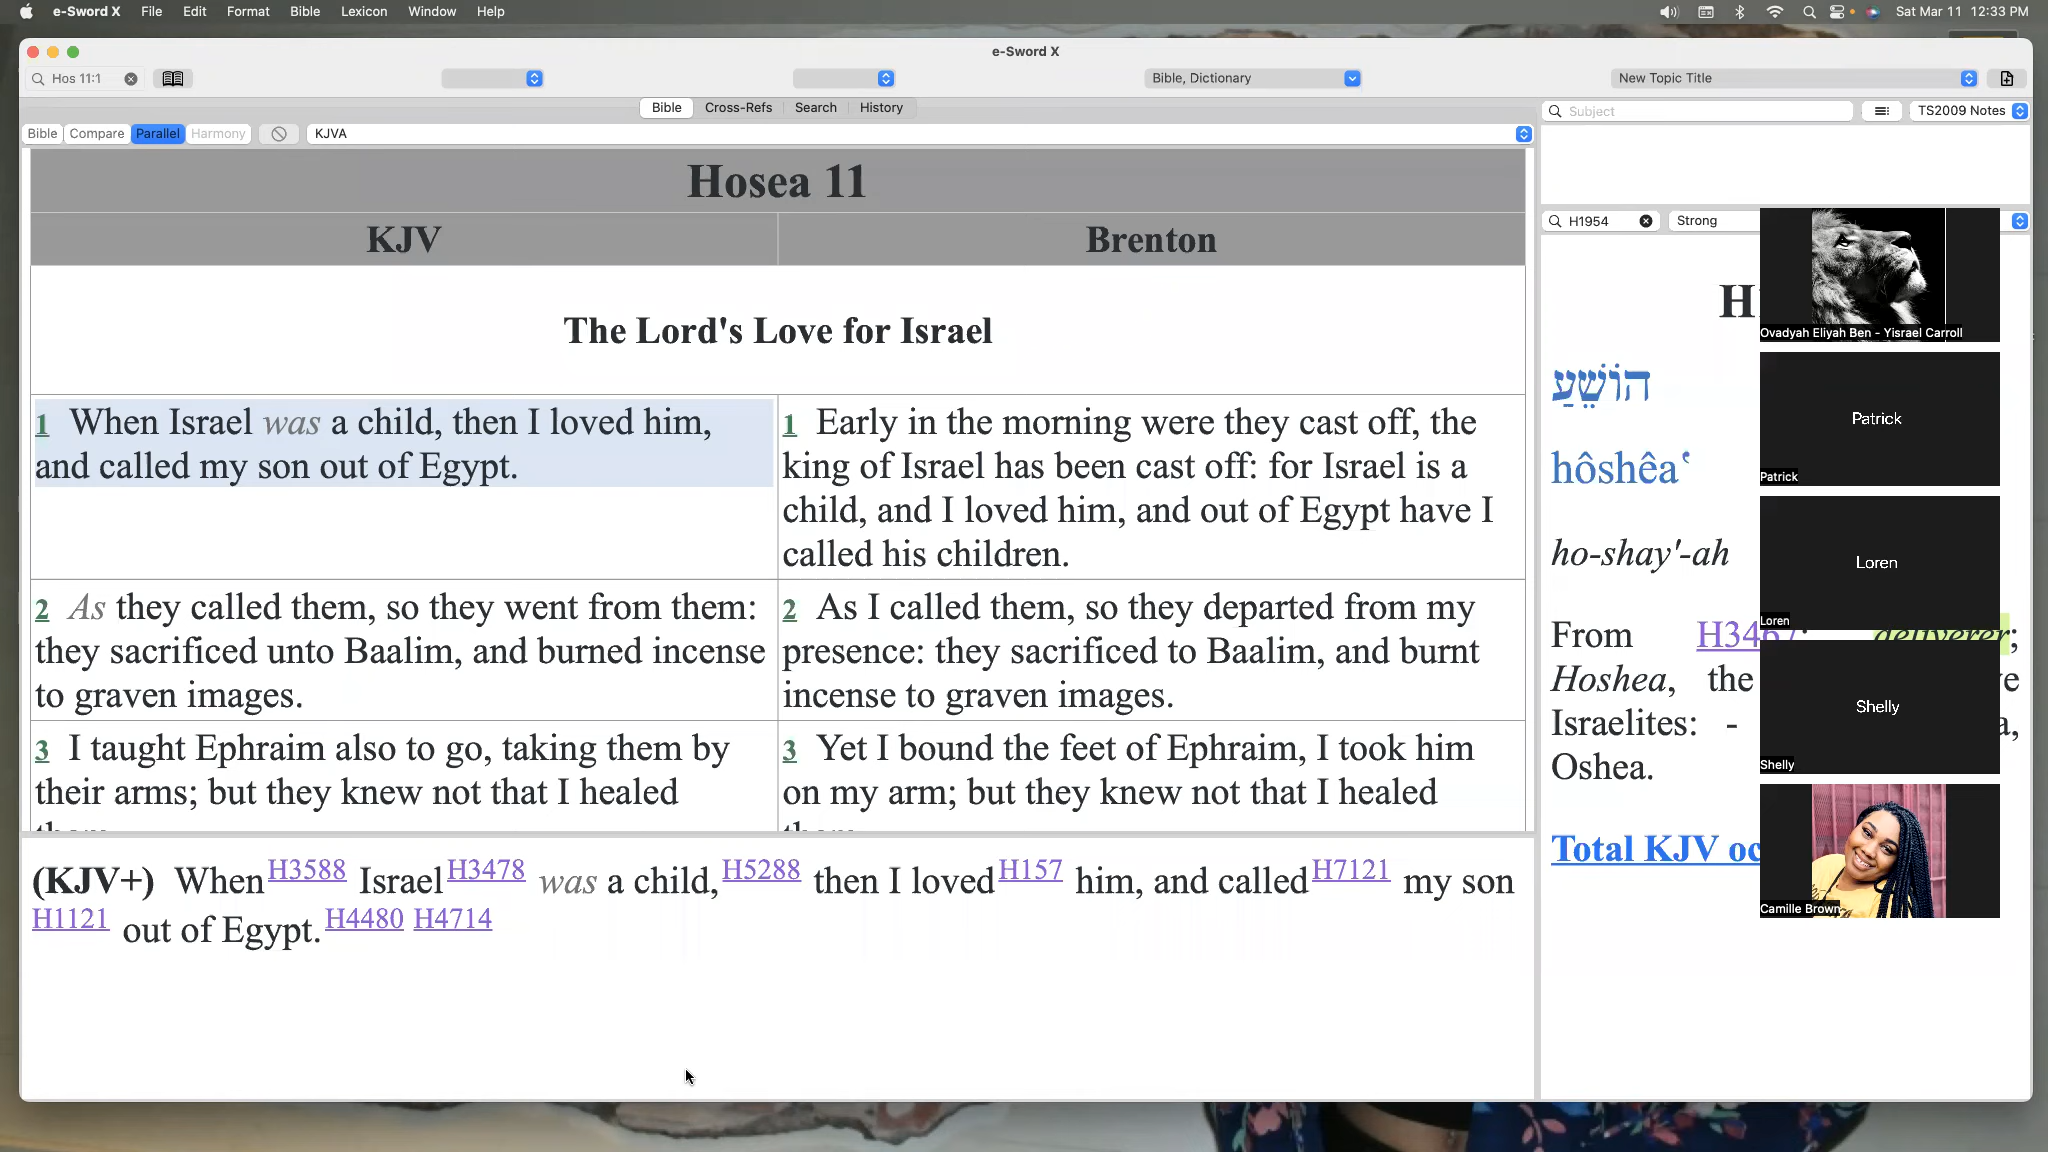 e-Sword X File Edit Format Bible Lexicon Window Help Sat Mar 11 12:33 PM
e-Sword X
Hos 11:1 Bible, Dictionary New Topic Title
Bible Cross-Refs Search History
Subject TS2009 Notes
Bible Compare Parallel Harmony KJVA
Hosea 11
KJV Brenton
The Lord's Love for Israel
1 When Israel was a child, then I loved him,
and called my son out of Egypt.
1 Early in the morning were they cast off, the
king of Israel has been cast off: for Israel is a
child, and I loved him, and out of Egypt have I
called his children.
2 As they called them, so they went from them:
they sacrificed unto Baalim, and burned incense
to graven images.
2 As I called them, so they departed from my
presence: they sacrificed to Baalim, and burnt
incense to graven images.
3 I taught Ephraim also to go, taking them by
their arms; but they knew not that I healed
3 Yet I bound the feet of Ephraim, I took him
on my arm; but they knew not that I healed
(KJV+) When H3588 Israel H3478 was a child, H5288 then I loved H157 him, and called H7121 my son
H1121 out of Egypt. H4480 H4714
H1954 Strong
הוֹשֵׁעַ
hôshêa‛
ho-shay'-ah
From H3467; deliverer;
Hoshea, the
Israelites: -
Oshea.
Total KJV
Ovadyah Eliyah Ben - Yisrael Carroll
Patrick
Patrick
Loren
Loren
Shelly
Shelly
Camille Brown